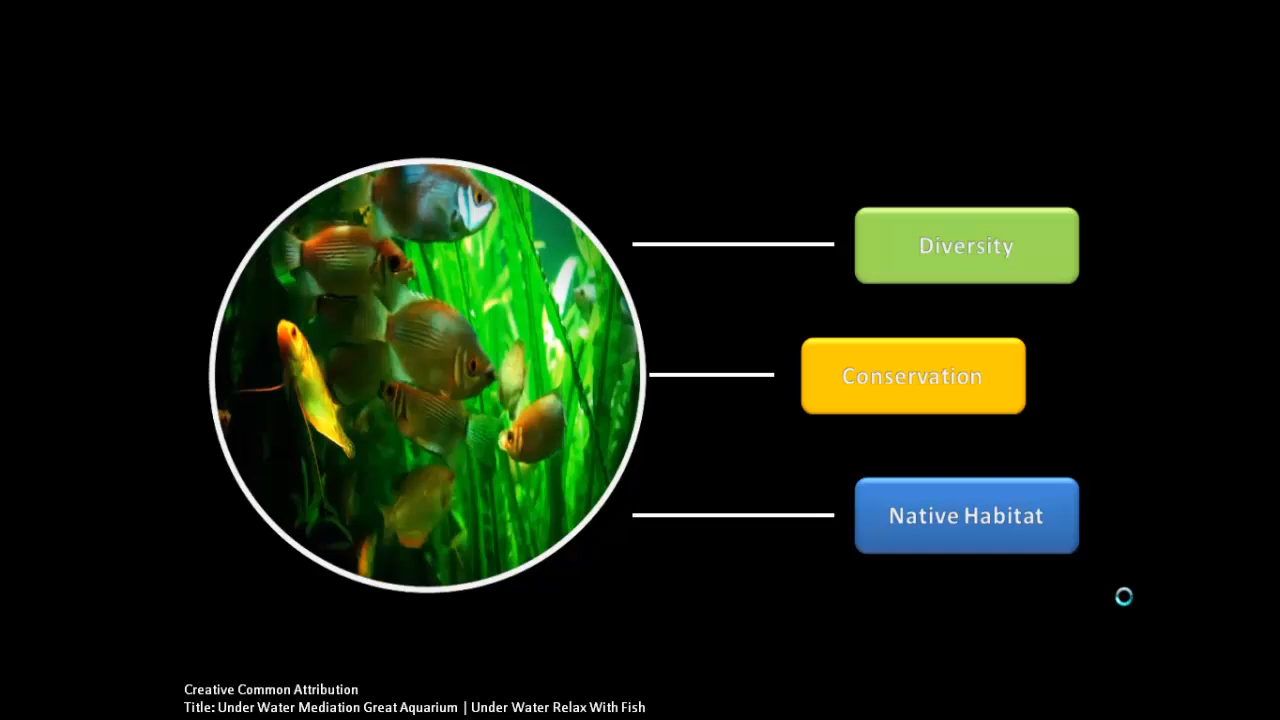 Diversity
Conservation
Native Habitat
Creative Common Attribution
Title: Under Water Mediation Great Aquarium | Under Water Relax With Fish